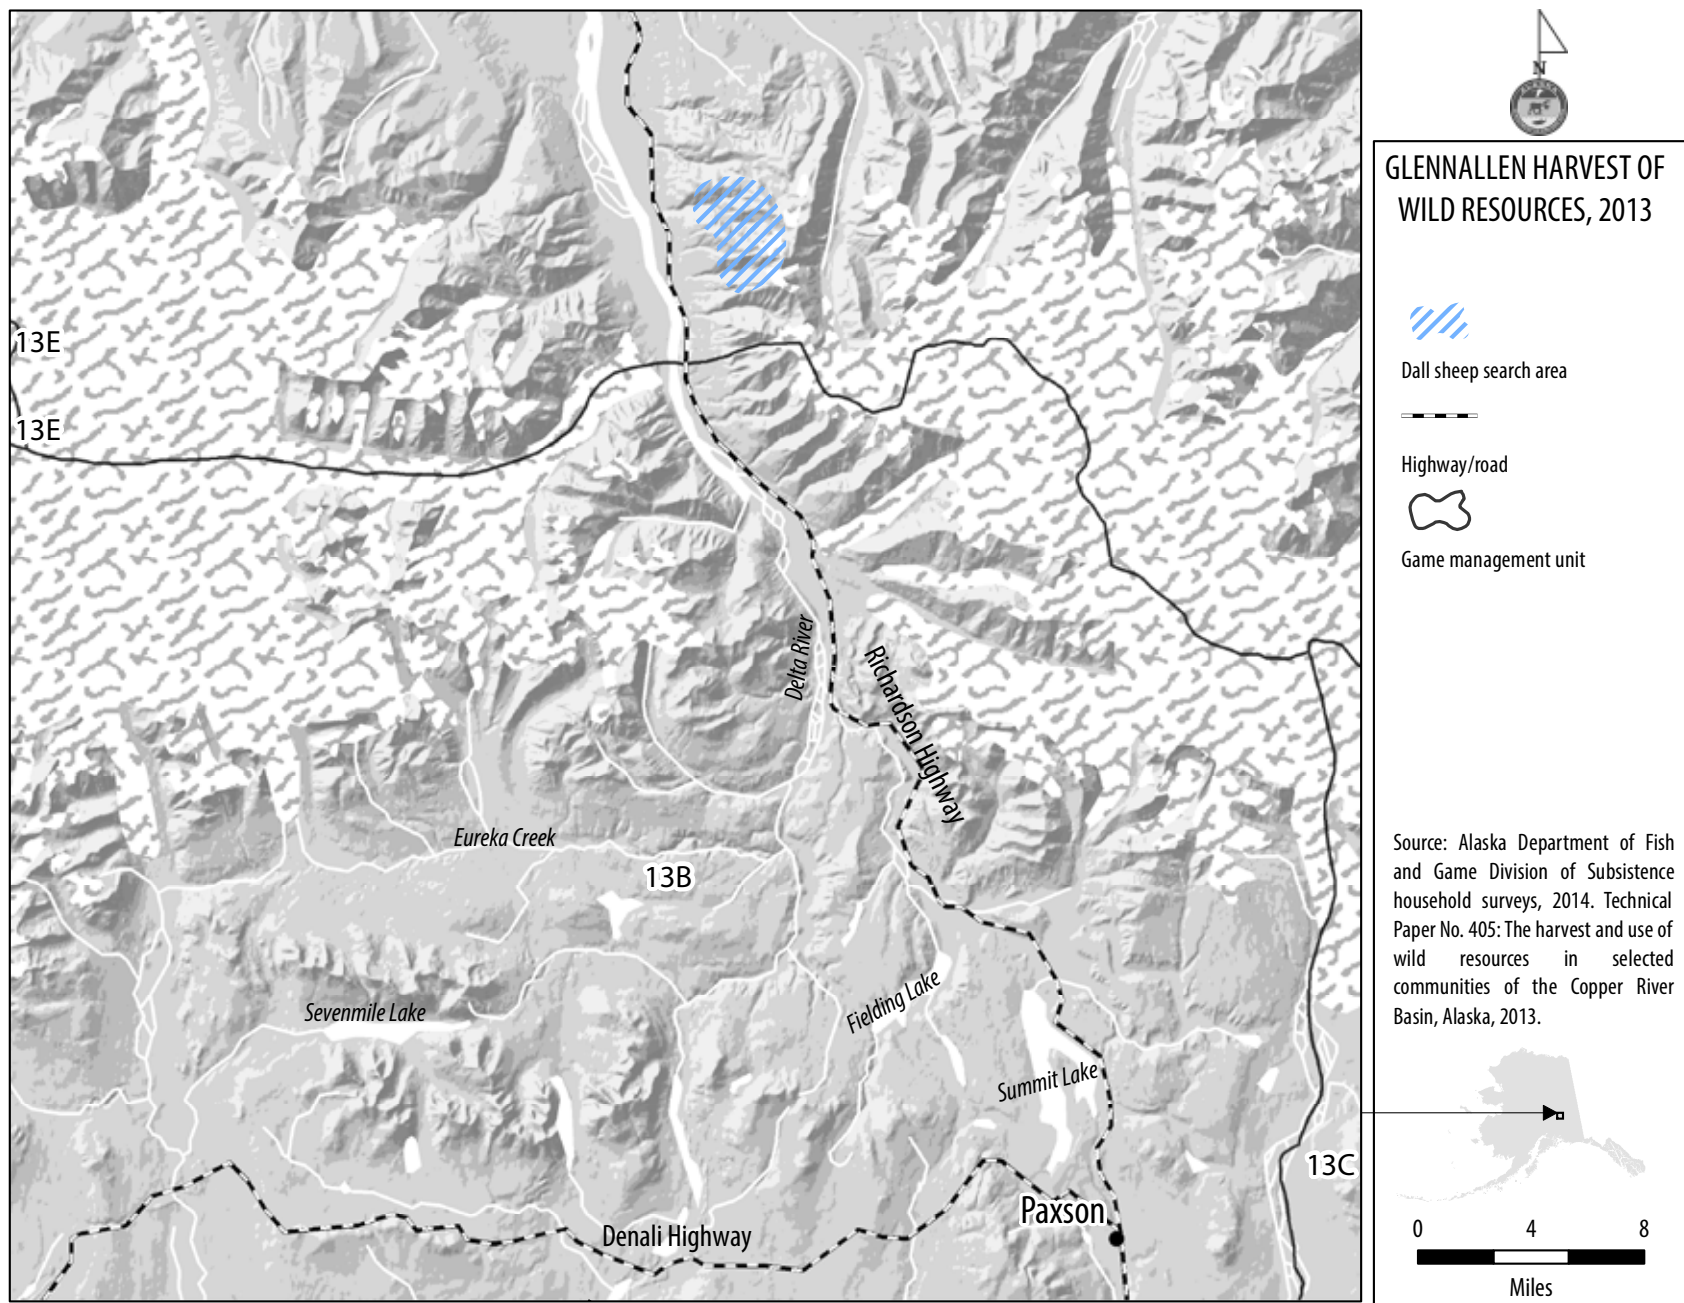 N
GLENNALLEN HARVEST OF
WILD RESOURCES, 2013
Dall sheep search area
Highway/road
Game management unit
Source: Alaska Department of Fish
and Game Division of Subsistence
household surveys, 2014. Technical
Paper No. 405: The harvest and use of
wild resources in selected
communities of the Copper River
Basin, Alaska, 2013.
0 4 8
Miles
13E
13E
Delta River
Richardson Highway
Eureka Creek
13B
Sevenmile Lake
Fielding Lake
Summit Lake
13C
Paxson
Denali Highway